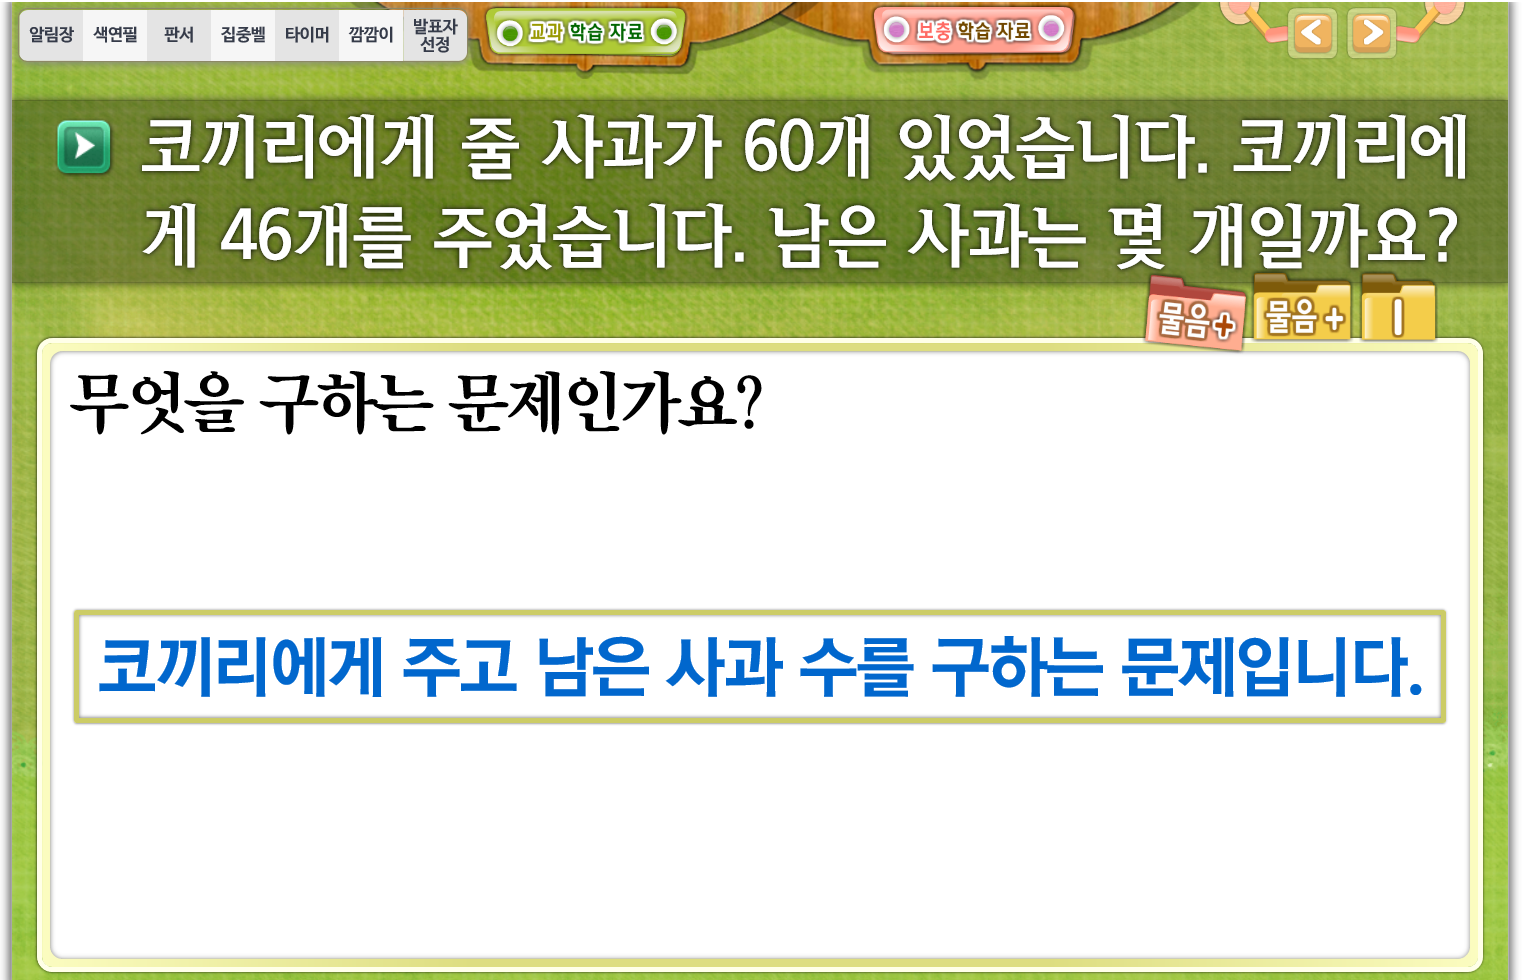 알림장 색연필 판서 집중벨 타이머 깜깜이 발표자 선정
교과 학습 자료
보충 학습 자료
코끼리에게 줄 사과가 60개 있었습니다. 코끼리에
게 46개를 주었습니다. 남은 사과는 몇 개일까요?
물음+ 물음+ 1
무엇을 구하는 문제인가요?
코끼리에게 주고 남은 사과 수를 구하는 문제입니다.